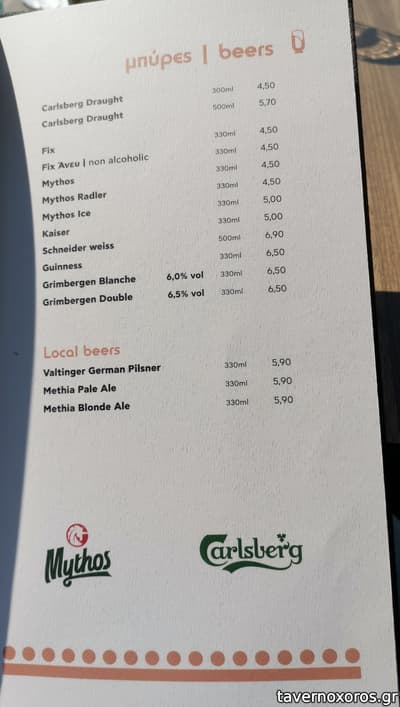 μπύρες | beers
Carlsberg Draught 300ml 4,50
Carlsberg Draught 500ml 5,70
Fix 330ml 4,50
Fix Άνευ | non alcoholic 330ml 4,50
Mythos 330ml 4,50
Mythos Radler 330ml 4,50
Mythos Ice 330ml 5,00
Kaiser 330ml 5,00
Schneider weiss 500ml 6,90
Guinness 330ml 6,50
Grimbergen Blanche 6,0% vol 330ml 6,50
Grimbergen Double 6,5% vol 330ml 6,50
Local beers
Valtinger German Pilsner 330ml 5,90
Methia Pale Ale 330ml 5,90
Methia Blonde Ale 330ml 5,90
Mythos Carlsberg
tavernoxoros.gr